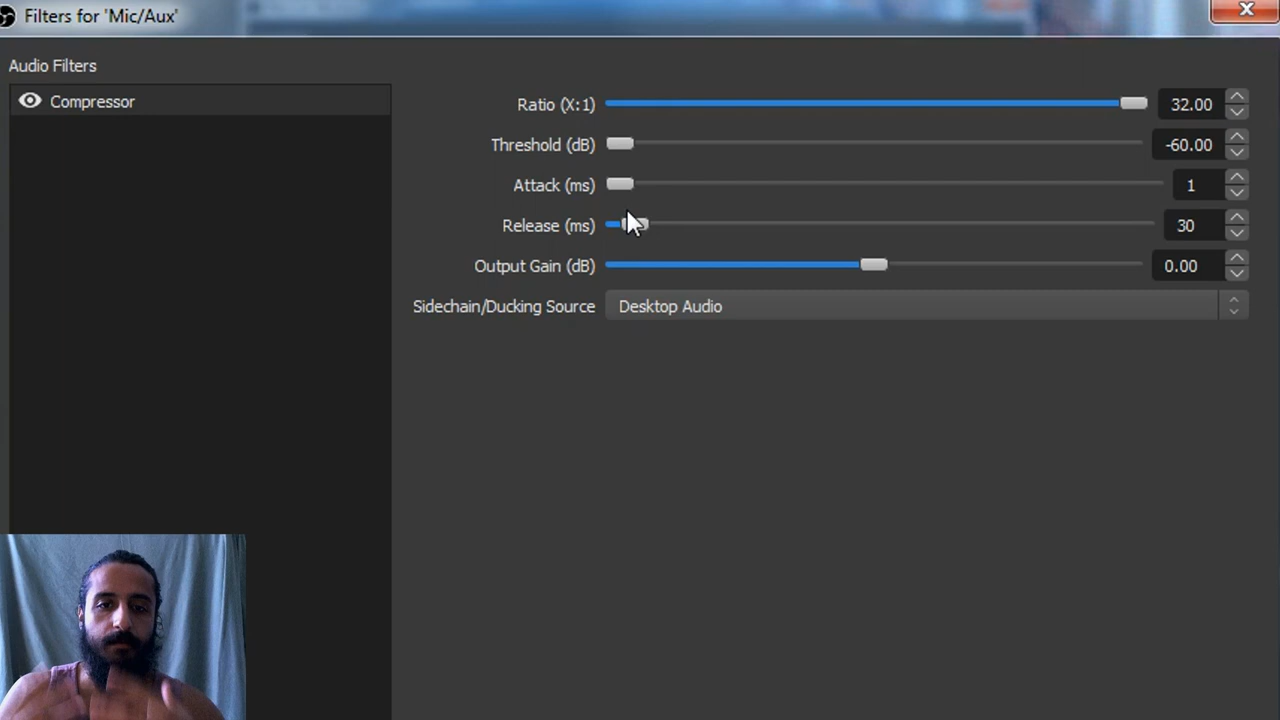 Filters for 'Mic/Aux'
Audio Filters
Compressor
Ratio (X:1) 32.00
Threshold (dB) -60.00
Attack (ms) 1
Release (ms) 30
Output Gain (dB) 0.00
Sidechain/Ducking Source Desktop Audio